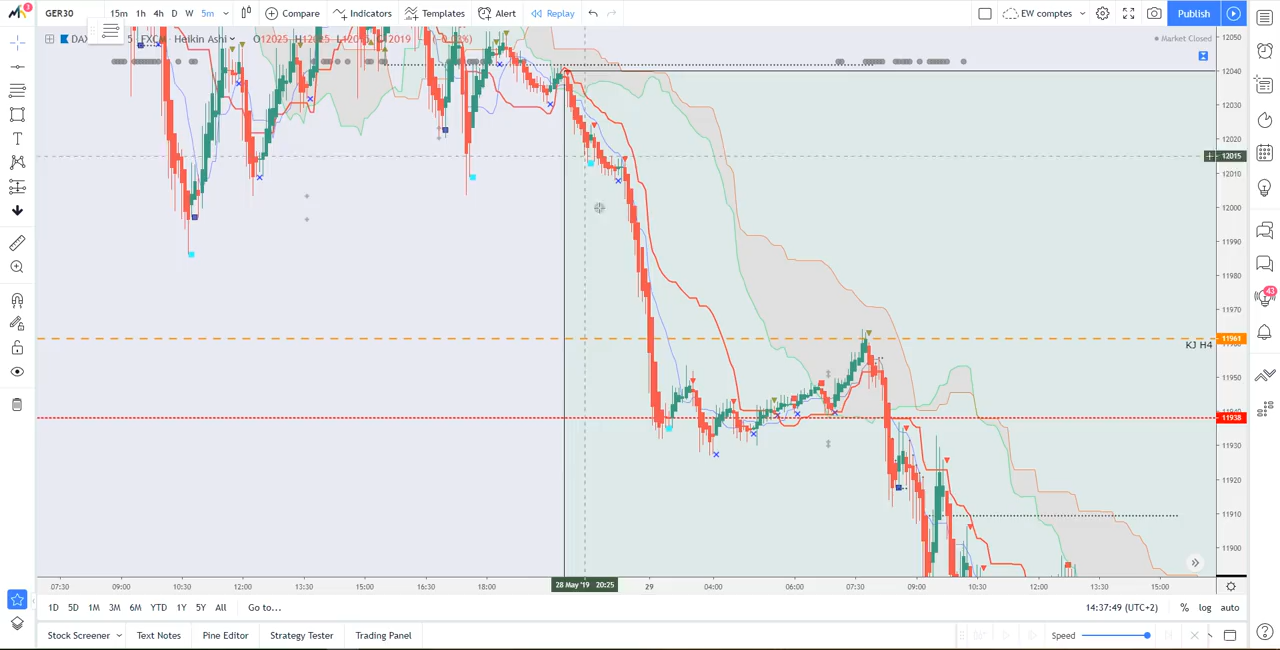 GER30 15m 1h 4h D W 5m Compare Indicators Templates Alert Replay EW comptes Publish
DAX 5 FXCM Heikin Ashi O12025 L12019
Market Closed
12050
12040
12030
12020
12015
12010
12000
11990
11980
11970
11961
KJ H4
11950
11938
11930
11920
11910
11900
43
07:30 09:00 10:30 12:00 13:30 15:00 16:30 18:00 28 May '19 20:25 29 04:00 06:00 07:30 09:00 10:30 12:00 13:30 15:00
1D 5D 1M 3M 6M YTD 1Y 5Y All Go to... 14:37:49 (UTC+2) % log auto
Stock Screener Text Notes Pine Editor Strategy Tester Trading Panel Speed